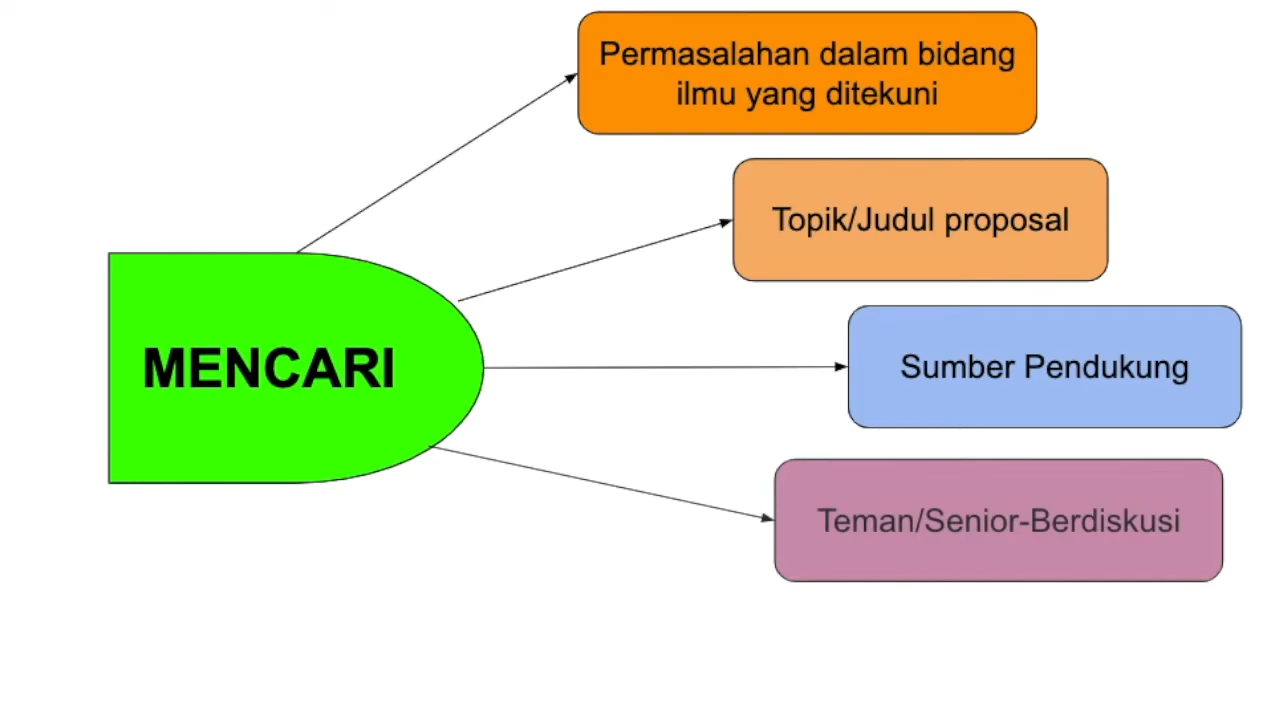 Permasalahan dalam bidang
ilmu yang ditekuni
Topik/Judul proposal
MENCARI
Sumber Pendukung
Teman/Senior-Berdiskusi